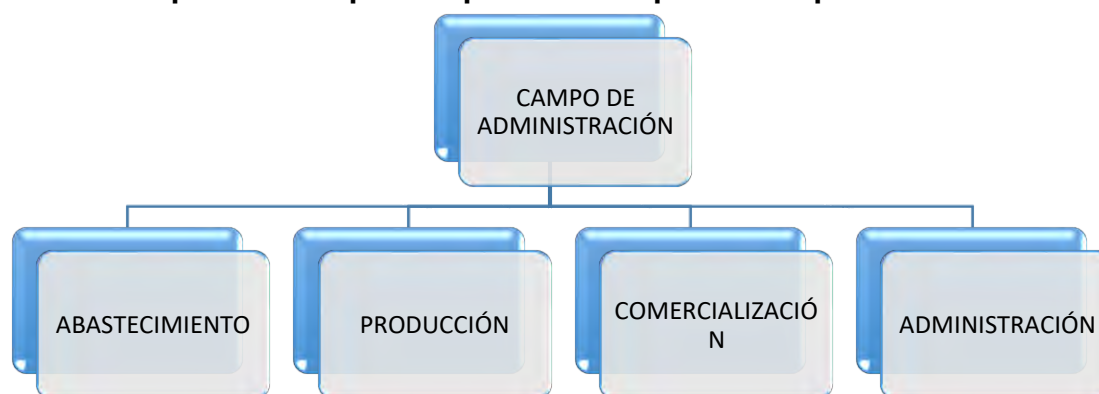 CAMPO DE
ADMINISTRACIÓN
ABASTECIMIENTO
PRODUCCIÓN
COMERCIALIZACIÓ
N
ADMINISTRACIÓN